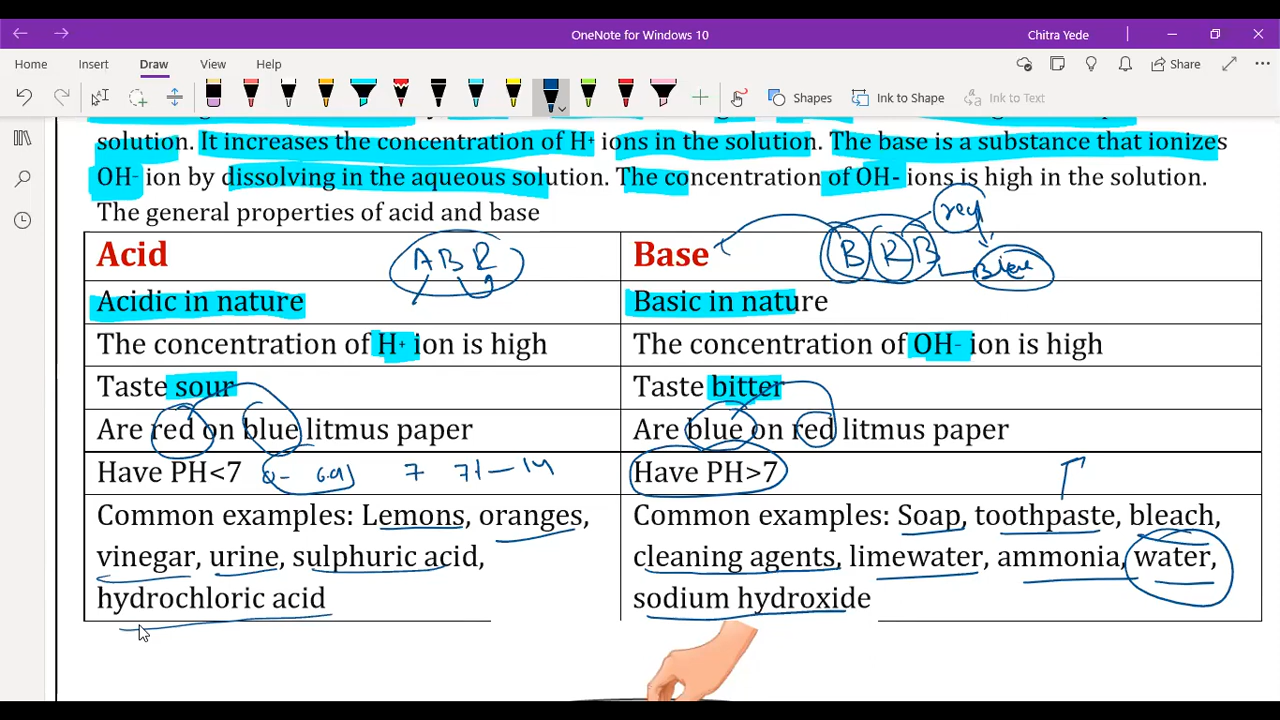 OneNote for Windows 10
Chitra Yede
Home Insert Draw View Help
Share
Shapes
Ink to Shape
Ink to Text
solution. It increases the concentration of H+ ions in the solution. The base is a substance that ionizes
OH- ion by dissolving in the aqueous solution. The concentration of OH- ions is high in the solution.
The general properties of acid and base
Acid A B R
Base B R B red
Blue
Acidic in nature
Basic in nature
The concentration of H+ ion is high
The concentration of OH- ion is high
Taste sour
Taste bitter
Are red on blue litmus paper
Are blue on red litmus paper
Have PH<7 7
Have PH>7
Common examples: Lemons, oranges,
vinegar, urine, sulphuric acid,
hydrochloric acid
Common examples: Soap, toothpaste, bleach,
cleaning agents, limewater, ammonia, water,
sodium hydroxide